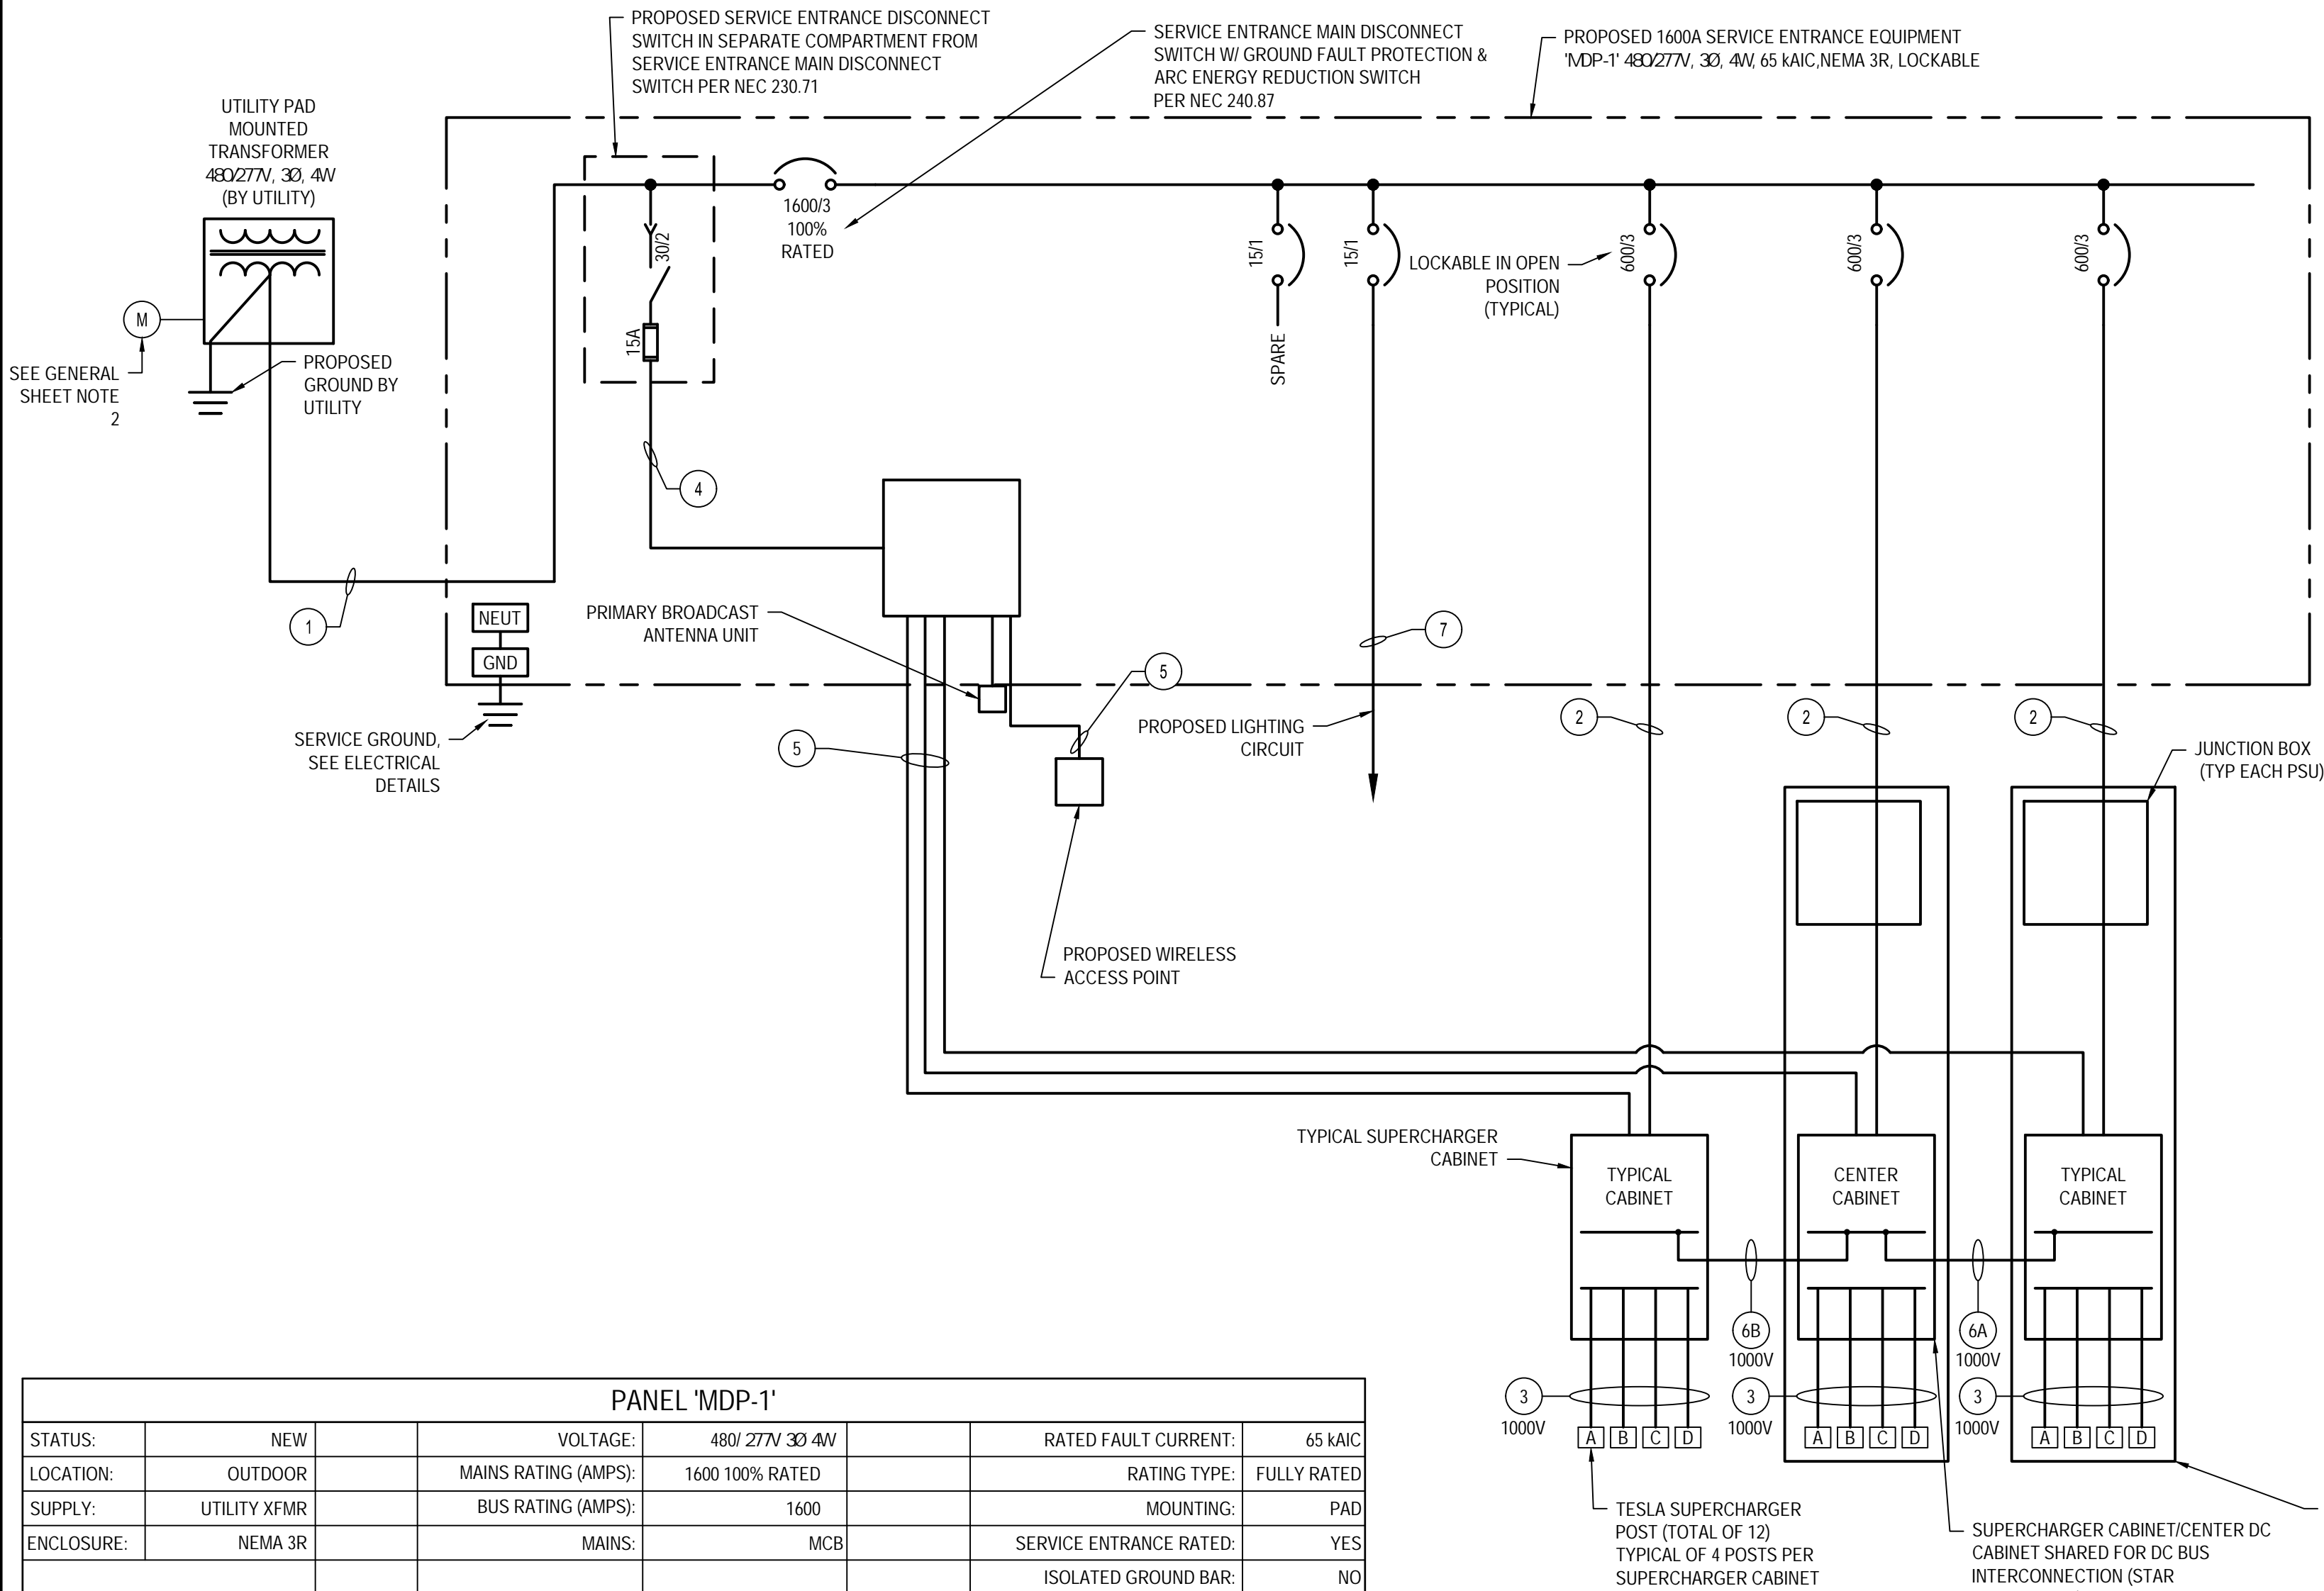 PROPOSED SERVICE ENTRANCE DISCONNECT
SWITCH IN SEPARATE COMPARTMENT FROM
SERVICE ENTRANCE MAIN DISCONNECT
SWITCH PER NEC 230.71
SERVICE ENTRANCE MAIN DISCONNECT
SWITCH W/ GROUND FAULT PROTECTION &
ARC ENERGY REDUCTION SWITCH
PER NEC 240.87
PROPOSED 1600A SERVICE ENTRANCE EQUIPMENT
'MDP-1' 480/277V, 3Ø, 4W, 65 kAIC,NEMA 3R, LOCKABLE
UTILITY PAD
MOUNTED
TRANSFORMER
480/277V, 3Ø, 4W
(BY UTILITY)
M
SEE GENERAL
SHEET NOTE
2
PROPOSED
GROUND BY
UTILITY
30/2
15A
1600/3
100%
RATED
15/1
SPARE
15/1
LOCKABLE IN OPEN
POSITION
(TYPICAL)
600/3
600/3
600/3
4
1
NEUT
GND
SERVICE GROUND,
SEE ELECTRICAL
DETAILS
PRIMARY BROADCAST
ANTENNA UNIT
5
5
7
PROPOSED LIGHTING
CIRCUIT
2
2
2
JUNCTION BOX
(TYP EACH PSU)
PROPOSED WIRELESS
ACCESS POINT
TYPICAL SUPERCHARGER
CABINET
TYPICAL
CABINET
CENTER
CABINET
TYPICAL
CABINET
6B
1000V
6A
1000V
3
1000V
3
1000V
3
1000V
A B C D
A B C D
A B C D
TESLA SUPERCHARGER
POST (TOTAL OF 12)
TYPICAL OF 4 POSTS PER
SUPERCHARGER CABINET
SUPERCHARGER CABINET/CENTER DC
CABINET SHARED FOR DC BUS
INTERCONNECTION (STAR
PANEL 'MDP-1'
STATUS: NEW VOLTAGE: 480/ 277V 3Ø 4W RATED FAULT CURRENT: 65 kAIC
LOCATION: OUTDOOR MAINS RATING (AMPS): 1600 100% RATED RATING TYPE: FULLY RATED
SUPPLY: UTILITY XFMR BUS RATING (AMPS): 1600 MOUNTING: PAD
ENCLOSURE: NEMA 3R MAINS: MCB SERVICE ENTRANCE RATED: YES
ISOLATED GROUND BAR: NO